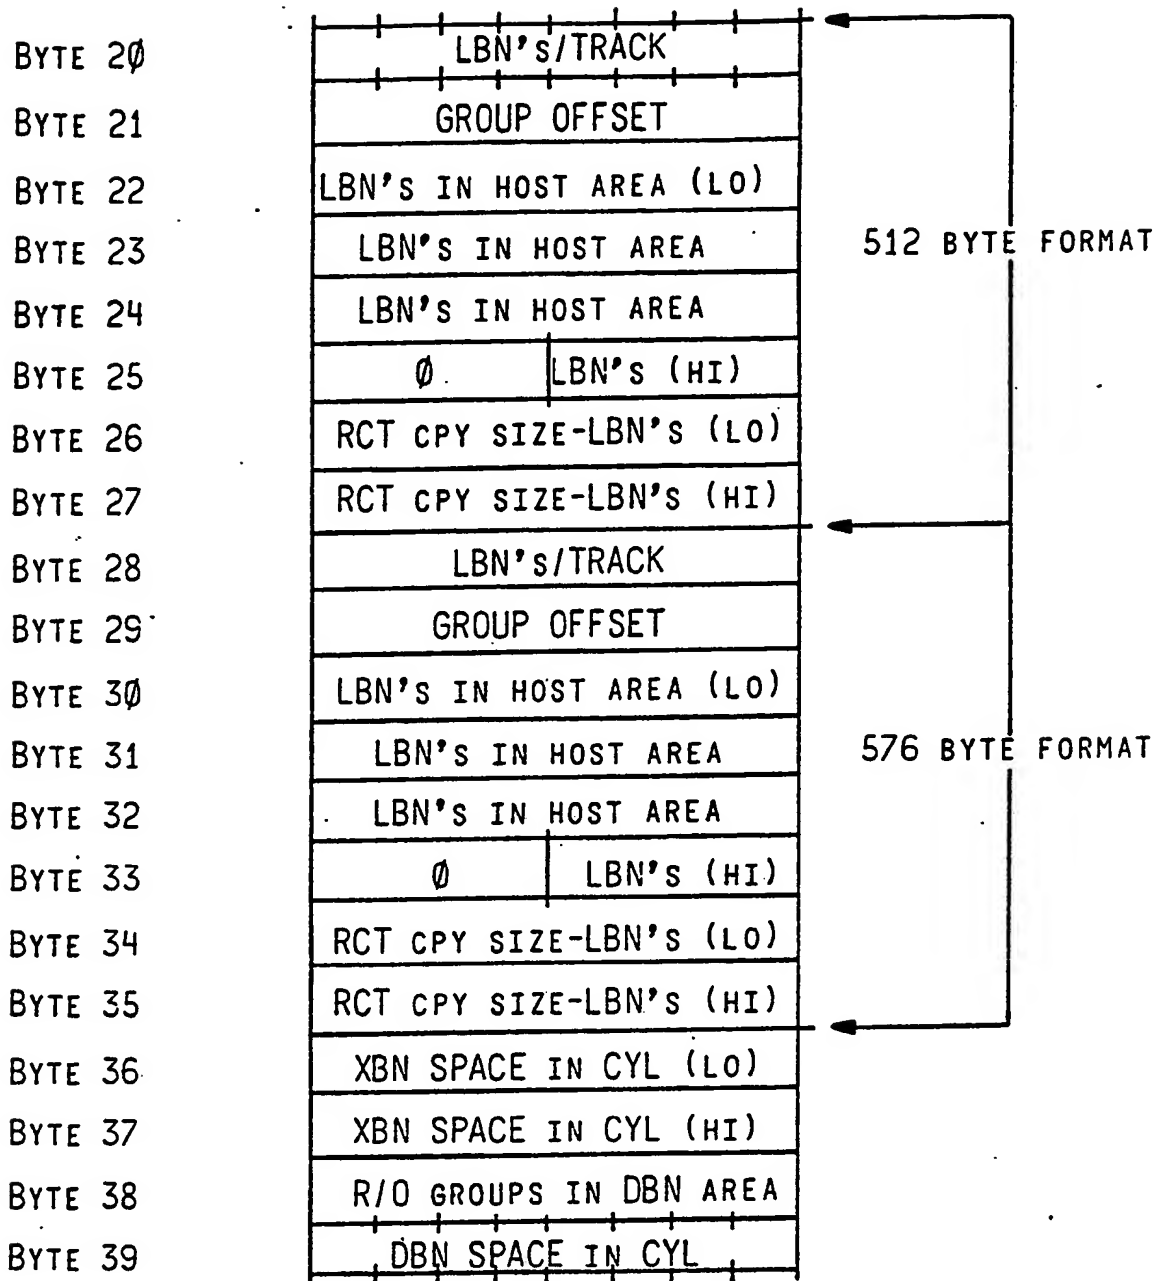 BYTE 2Ø LBN'S/TRACK
BYTE 21 GROUP OFFSET
BYTE 22 LBN'S IN HOST AREA (LO)
BYTE 23 LBN'S IN HOST AREA 512 BYTE FORMAT
BYTE 24 LBN'S IN HOST AREA
BYTE 25 Ø LBN'S (HI)
BYTE 26 RCT CPY SIZE-LBN'S (LO)
BYTE 27 RCT CPY SIZE-LBN'S (HI)
BYTE 28 LBN'S/TRACK
BYTE 29 GROUP OFFSET
BYTE 3Ø LBN'S IN HOST AREA (LO)
BYTE 31 LBN'S IN HOST AREA 576 BYTE FORMAT
BYTE 32 LBN'S IN HOST AREA
BYTE 33 Ø LBN'S (HI)
BYTE 34 RCT CPY SIZE-LBN'S (LO)
BYTE 35 RCT CPY SIZE-LBN'S (HI)
BYTE 36 XBN SPACE IN CYL (LO)
BYTE 37 XBN SPACE IN CYL (HI)
BYTE 38 R/O GROUPS IN DBN AREA
BYTE 39 DBN SPACE IN CYL